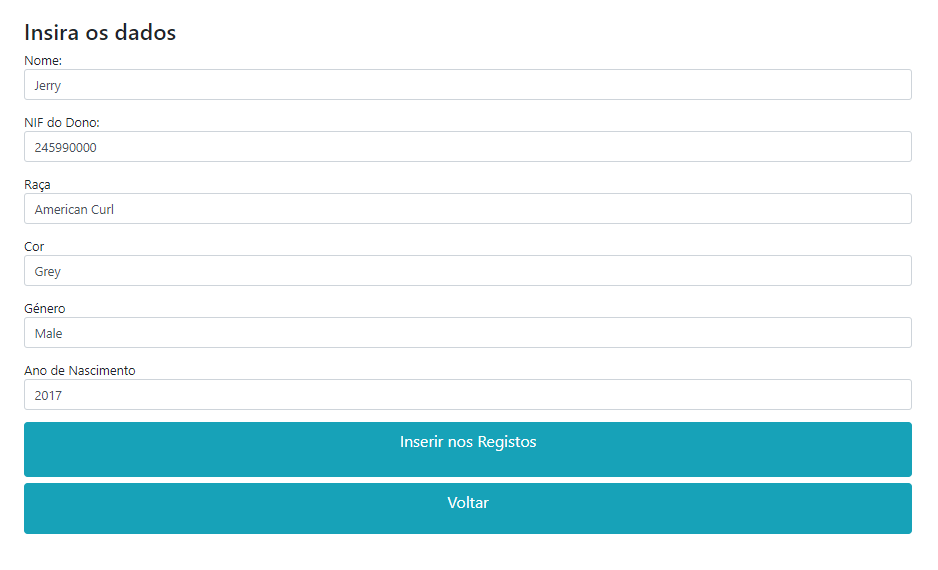 Insira os dados
Nome:
Jerry
NIF do Dono:
245990000
Raça
American Curl
Cor
Grey
Género
Male
Ano de Nascimento
2017
Inserir nos Registos
Voltar